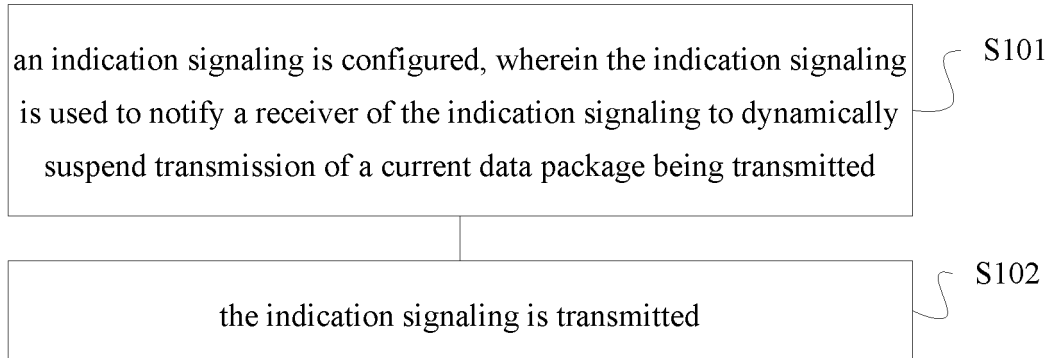 an indication signaling is configured, wherein the indication signaling
is used to notify a receiver of the indication signaling to dynamically
suspend transmission of a current data package being transmitted
S101
the indication signaling is transmitted
S102